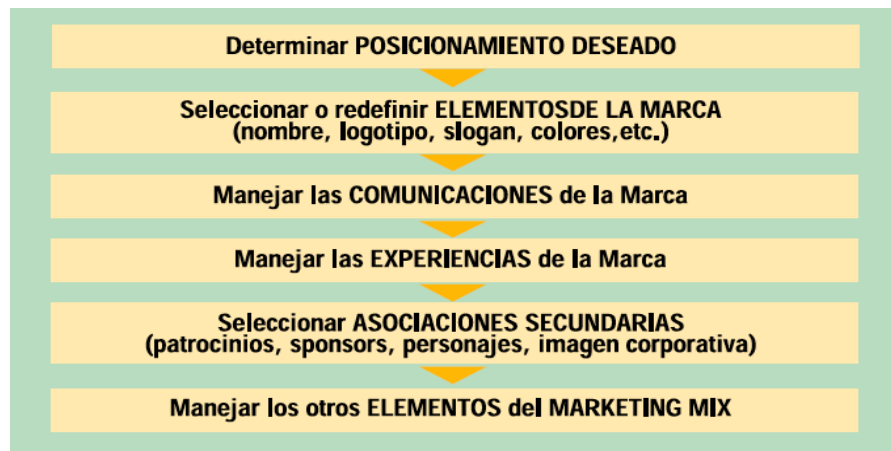 Determinar POSICIONAMIENTO DESEADO
Seleccionar o redefinir ELEMENTOSDE LA MARCA
(nombre, logotipo, slogan, colores,etc.)
Manejar las COMUNICACIONES de la Marca
Manejar las EXPERIENCIAS de la Marca
Seleccionar ASOCIACIONES SECUNDARIAS
(patrocinios, sponsors, personajes, imagen corporativa)
Manejar los otros ELEMENTOS del MARKETING MIX